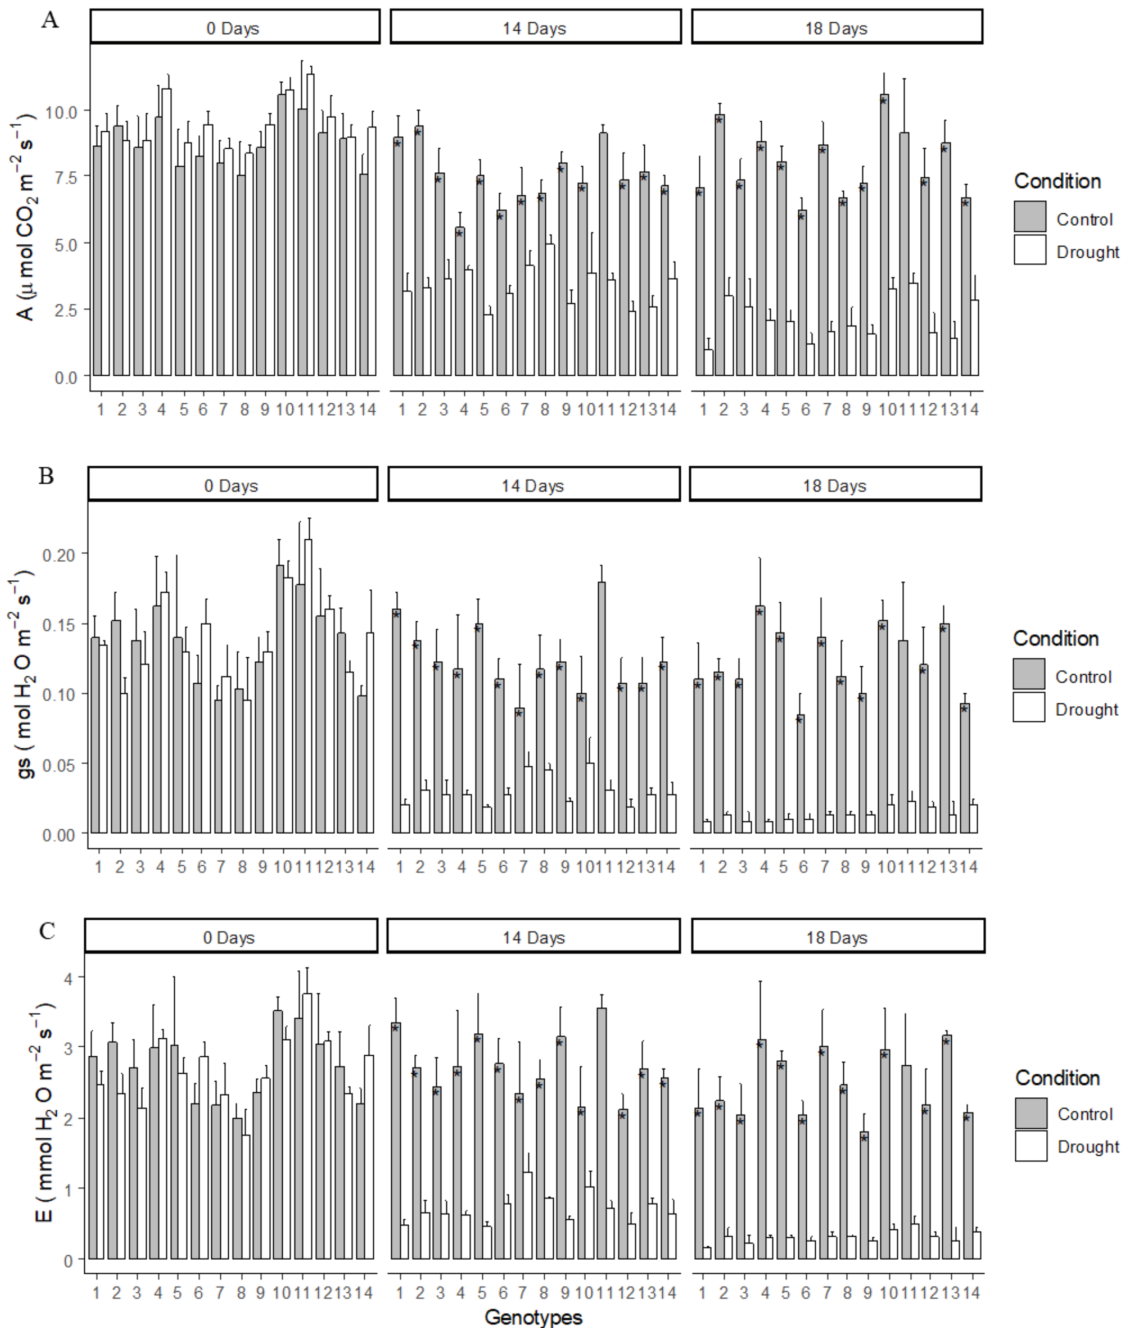 A
0 Days 14 Days 18 Days
A (μ mol CO2 m−2 s−1)
10.0
7.5
5.0
2.5
0.0
1 2 3 4 5 6 7 8 9 10 11 12 13 14 1 2 3 4 5 6 7 8 9 10 11 12 13 14 1 2 3 4 5 6 7 8 9 10 11 12 13 14
Condition
Control
Drought
B
0 Days 14 Days 18 Days
gs ( mol H2 O m−2 s−1)
0.20
0.15
0.10
0.05
0.00
1 2 3 4 5 6 7 8 9 10 11 12 13 14 1 2 3 4 5 6 7 8 9 10 11 12 13 14 1 2 3 4 5 6 7 8 9 10 11 12 13 14
Condition
Control
Drought
C
0 Days 14 Days 18 Days
E ( mmol H2 O m−2 s−1)
4
3
2
1
0
1 2 3 4 5 6 7 8 9 10 11 12 13 14 1 2 3 4 5 6 7 8 9 10 11 12 13 14 1 2 3 4 5 6 7 8 9 10 11 12 13 14
Genotypes
Condition
Control
Drought